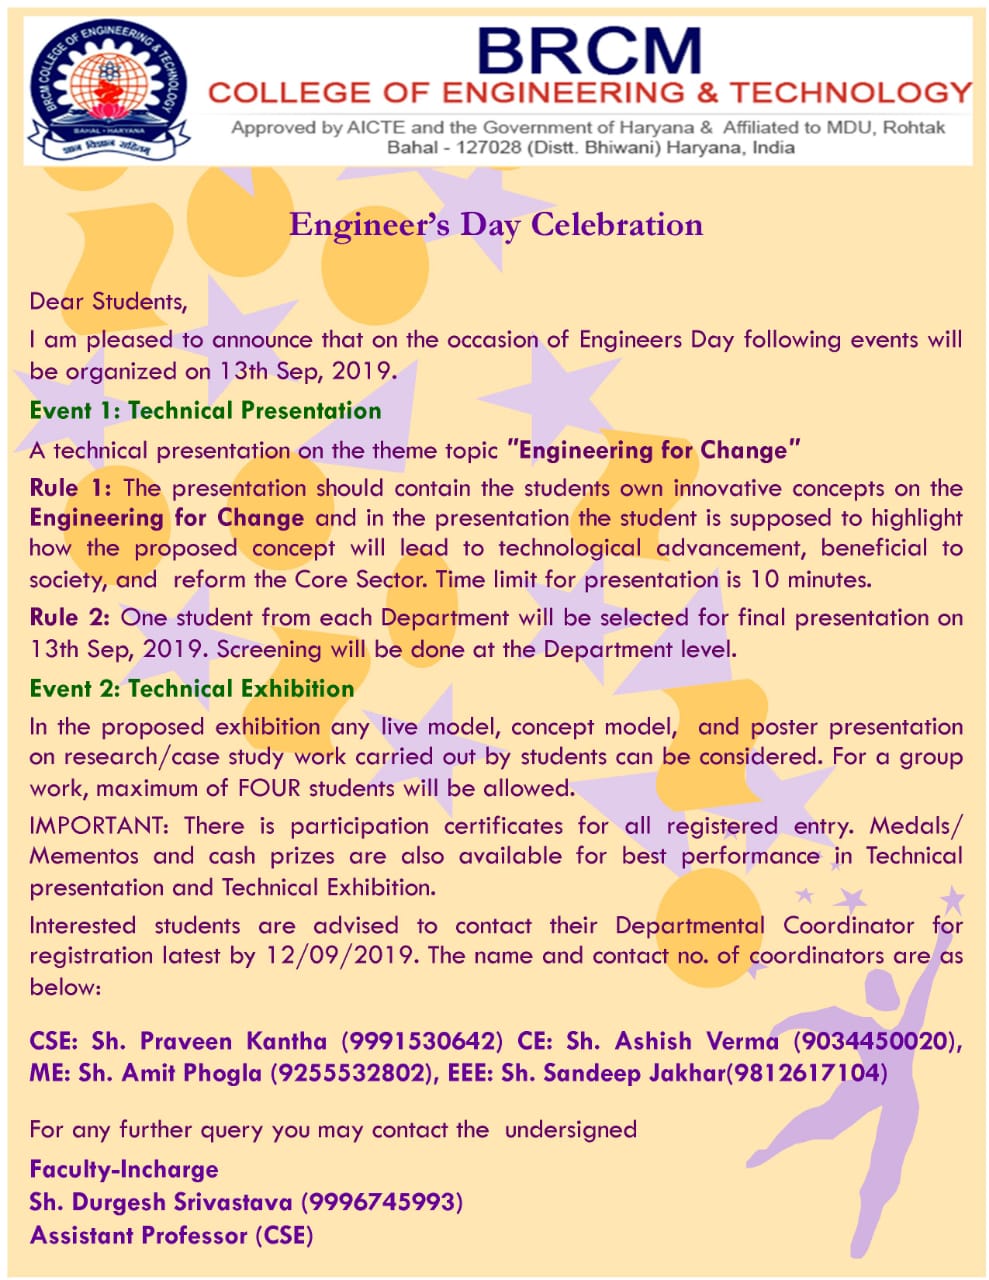 BRCM COLLEGE OF ENGINEERING & TECHNOLOGY
BAHAL - HARYANA
ज्ञान विज्ञान सहितम्
BRCM
COLLEGE OF ENGINEERING & TECHNOLOGY
Approved by AICTE and the Government of Haryana & Affiliated to MDU, Rohtak
Bahal - 127028 (Distt. Bhiwani) Haryana, India
Engineer's Day Celebration
Dear Students,
I am pleased to announce that on the occasion of Engineers Day following events will
be organized on 13th Sep, 2019.
Event 1: Technical Presentation
A technical presentation on the theme topic "Engineering for Change"
Rule 1: The presentation should contain the students own innovative concepts on the
Engineering for Change and in the presentation the student is supposed to highlight
how the proposed concept will lead to technological advancement, beneficial to
society, and reform the Core Sector. Time limit for presentation is 10 minutes.
Rule 2: One student from each Department will be selected for final presentation on
13th Sep, 2019. Screening will be done at the Department level.
Event 2: Technical Exhibition
In the proposed exhibition any live model, concept model, and poster presentation
on research/case study work carried out by students can be considered. For a group
work, maximum of FOUR students will be allowed.
IMPORTANT: There is participation certificates for all registered entry. Medals/
Mementos and cash prizes are also available for best performance in Technical
presentation and Technical Exhibition.
Interested students are advised to contact their Departmental Coordinator for
registration latest by 12/09/2019. The name and contact no. of coordinators are as
below:
CSE: Sh. Praveen Kantha (9991530642) CE: Sh. Ashish Verma (9034450020),
ME: Sh. Amit Phogla (9255532802), EEE: Sh. Sandeep Jakhar(9812617104)
For any further query you may contact the undersigned
Faculty-Incharge
Sh. Durgesh Srivastava (9996745993)
Assistant Professor (CSE)